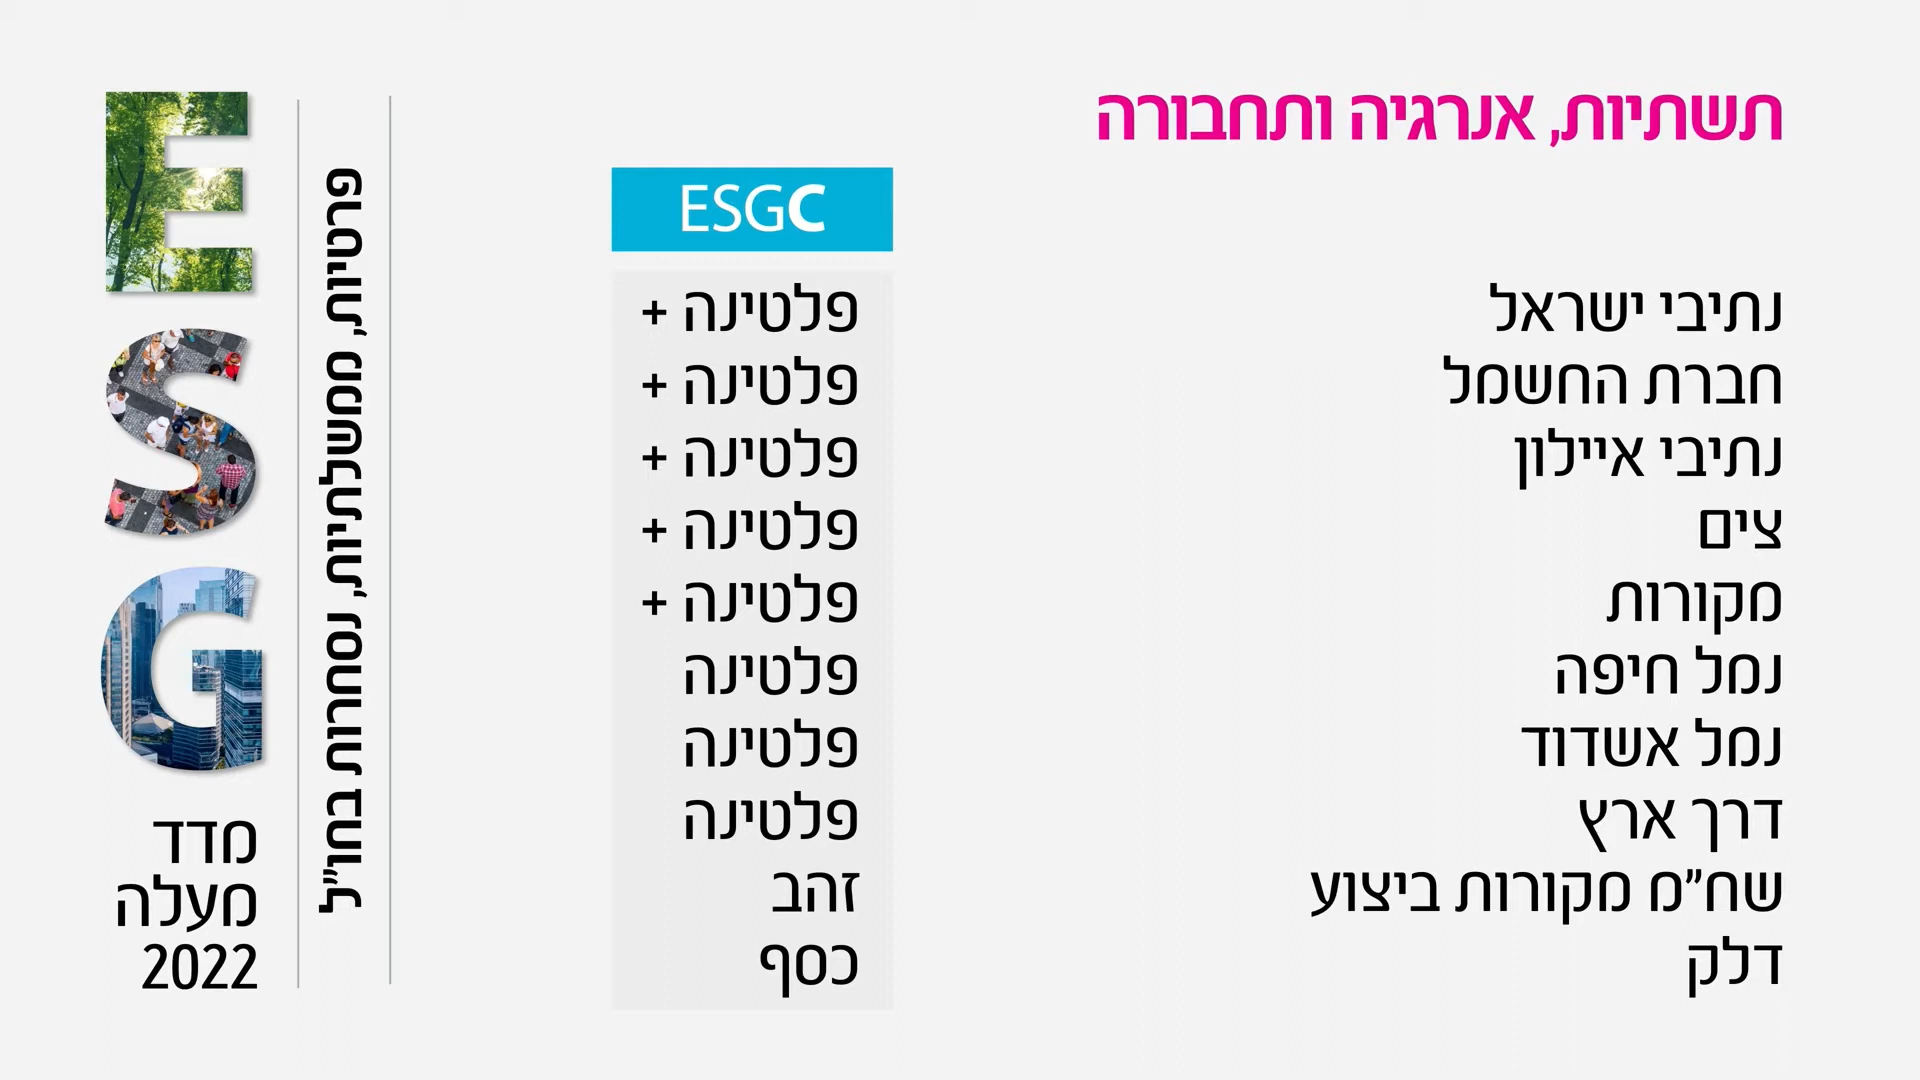 תשתיות, אנרגיה ותחבורה
ESGC
נתיבי ישראל פלטינה +
חברת החשמל פלטינה +
נתיבי איילון פלטינה +
צים פלטינה +
מקורות פלטינה +
נמל חיפה פלטינה
נמל אשדוד פלטינה
דרך ארץ פלטינה
שח"מ מקורות ביצוע זהב
דלק כסף
פרטיות, ממשלתיות, נסחרות בחו"ל
E
S
G
מדד
מעלה
2022